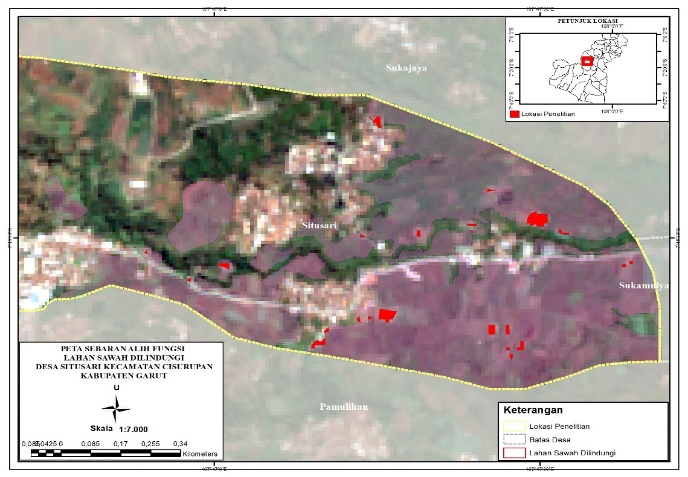 PETUNJUK LOKASI
Lokasi Penelitian
Sukajaya
Situsari
Sukamulya
Pamulihan
PETA SEBARAN ALIH FUNGSI
LAHAN SAWAH DILINDUNGI
DESA SITUSARI KECAMATAN CISURUPAN
KABUPATEN GARUT
U
Skala 1:7.000
0 0,085 0,17 0,255 0,34
Kilometers
Keterangan
Lokasi Penelitian
Batas Desa
Lahan Sawah Dilindungi